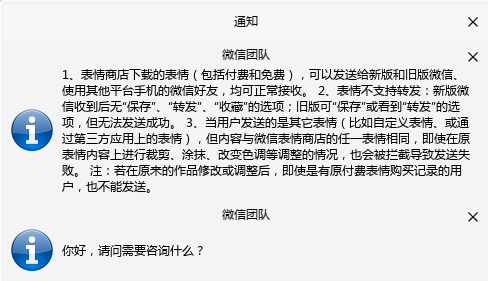 通知
微信团队
1、表情商店下载的表情（包括付费和免费），可以发送给新版和旧版微信、
使用其他平台手机的微信好友，均可正常接收。 2、表情不支持转发：新版微
信收到后无“保存”、“转发”、“收藏”的选项；旧版可“保存”或看到“转发”的选
项，但无法发送成功。 3、当用户发送的是其它表情（比如自定义表情、或通
过第三方应用上的表情），但内容与微信表情商店的任一表情相同，即使在原
表情内容上进行裁剪、涂抹、改变色调等调整的情况，也会被拦截导致发送失
败。 注：若在原本的作品修改或调整后，即使是有原付费表情购买记录的用
户，也不能发送。
微信团队
你好，请问需要咨询什么？